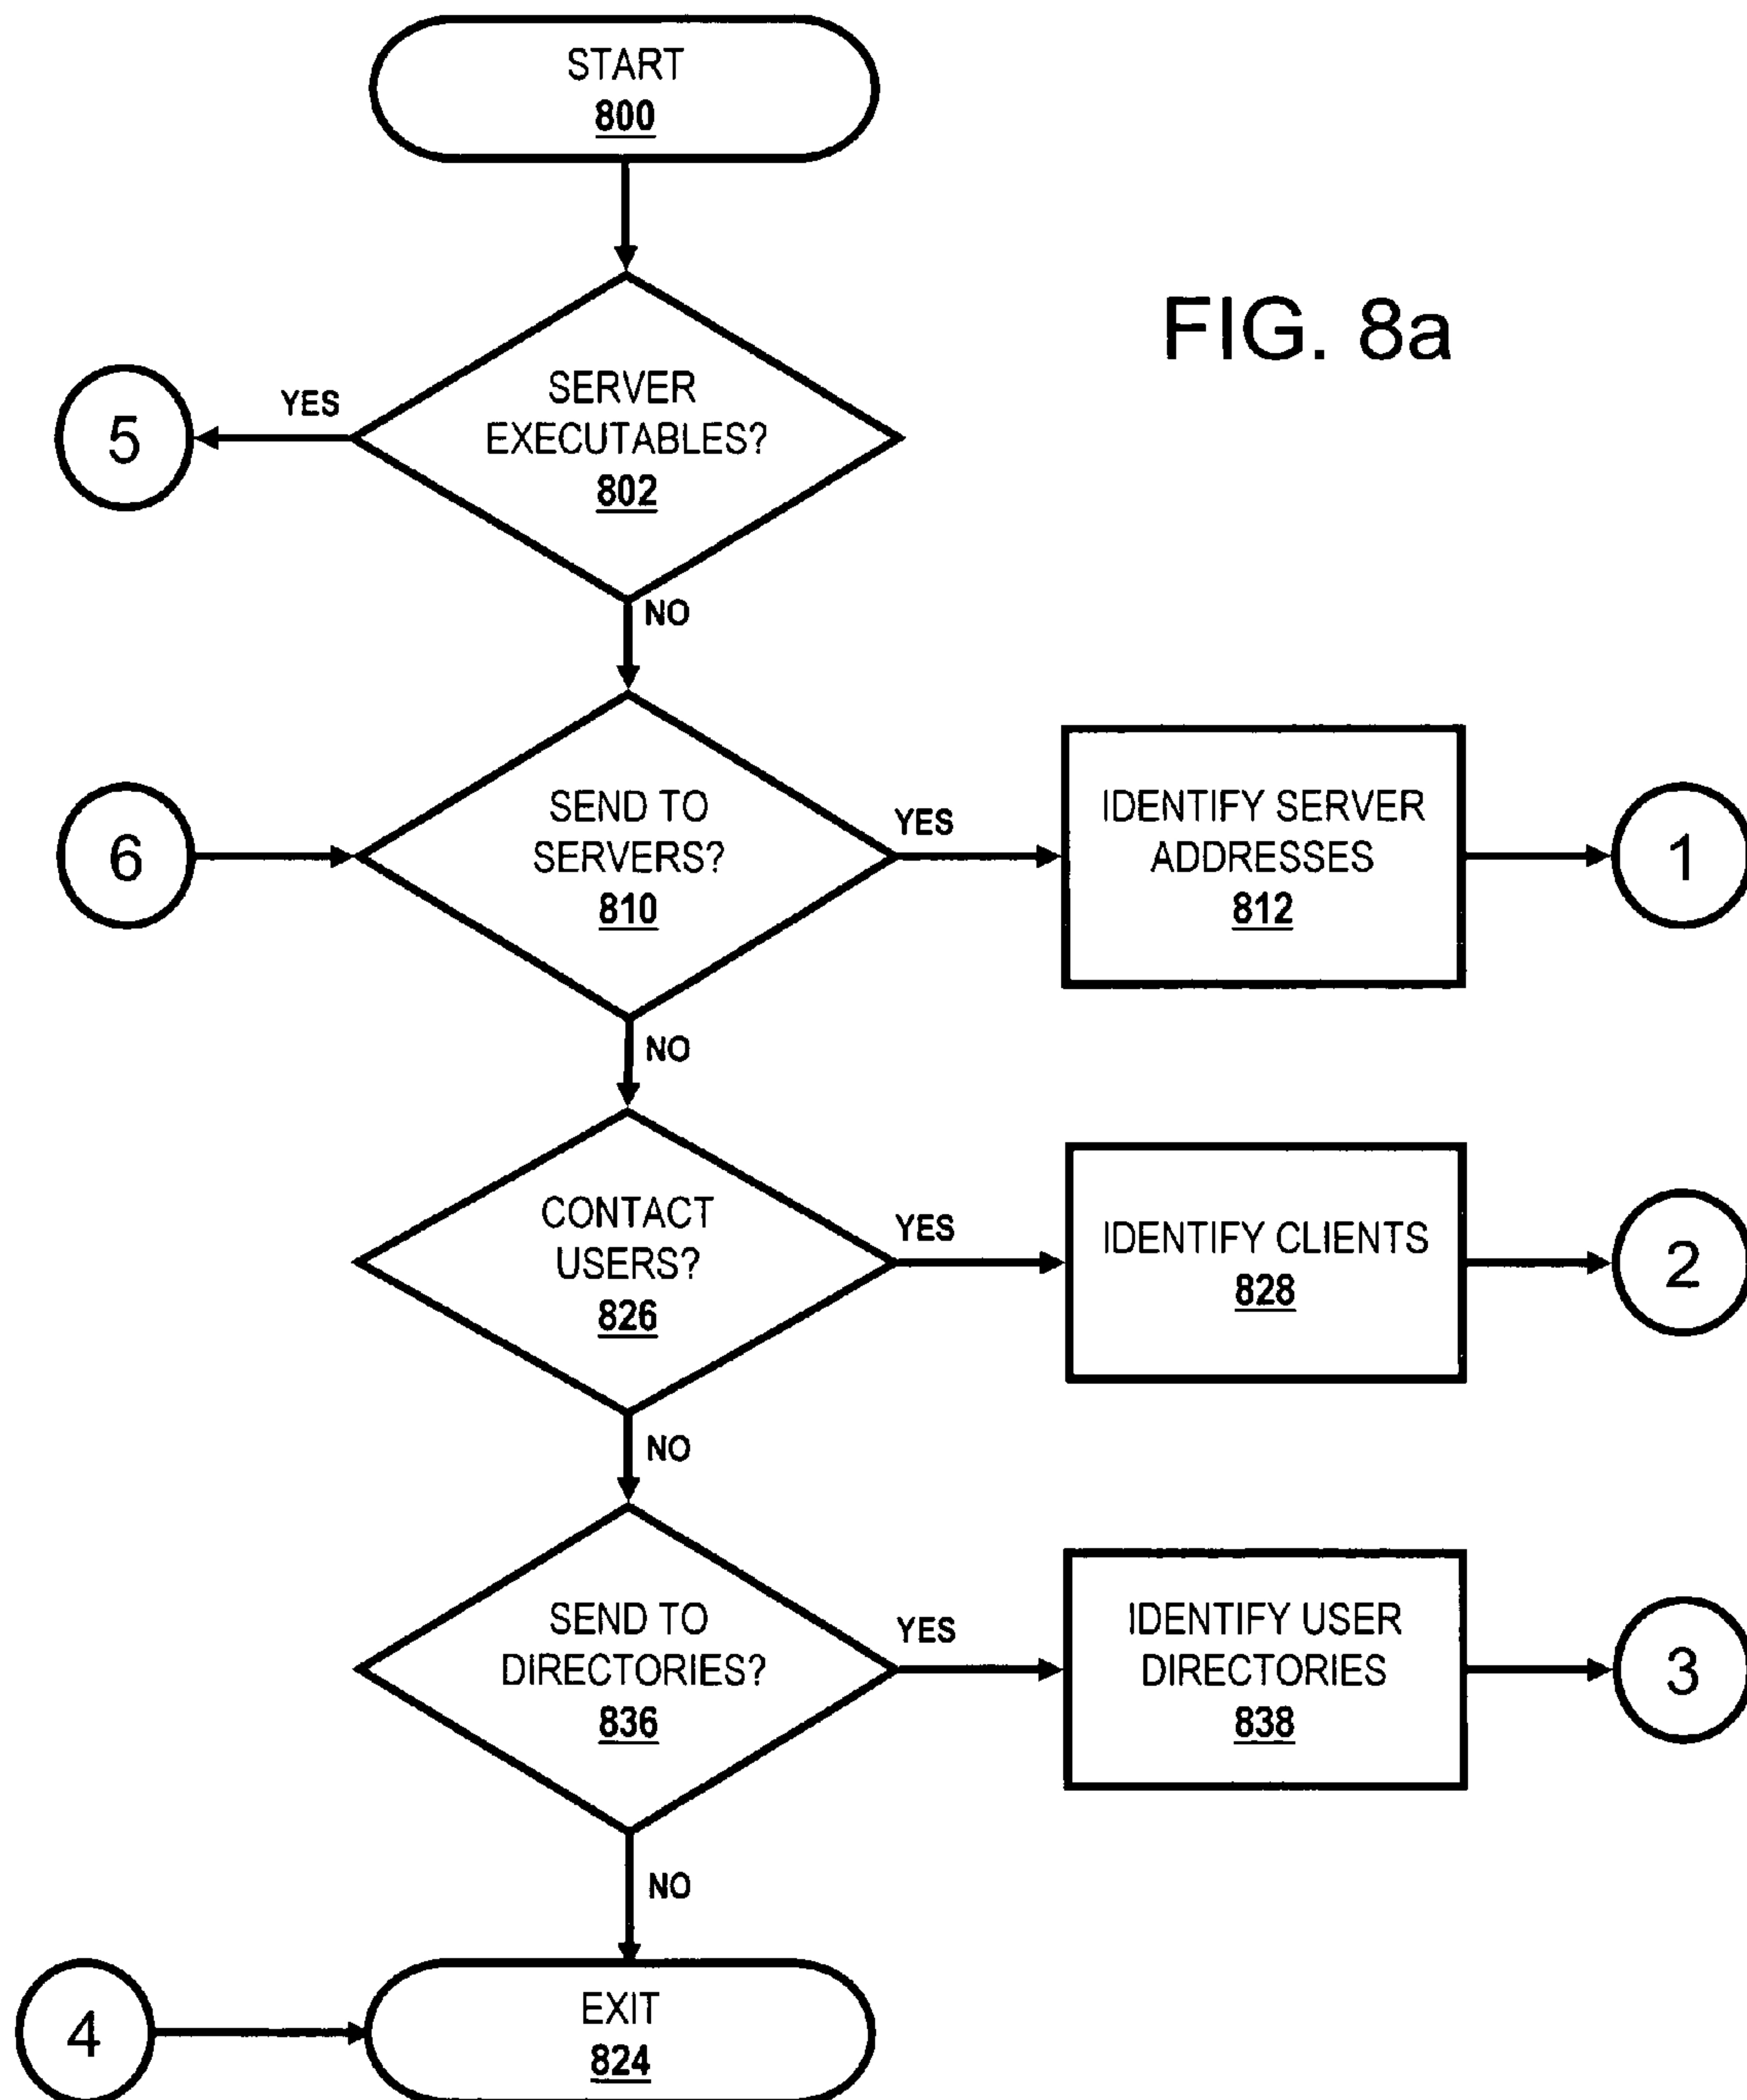 START
800
FIG. 8a
SERVER
EXECUTABLES?
802
YES
5
NO
6
SEND TO
SERVERS?
810
YES
IDENTIFY SERVER
ADDRESSES
812
1
NO
CONTACT
USERS?
826
YES
IDENTIFY CLIENTS
828
2
NO
SEND TO
DIRECTORIES?
836
YES
IDENTIFY USER
DIRECTORIES
838
3
NO
4
EXIT
824